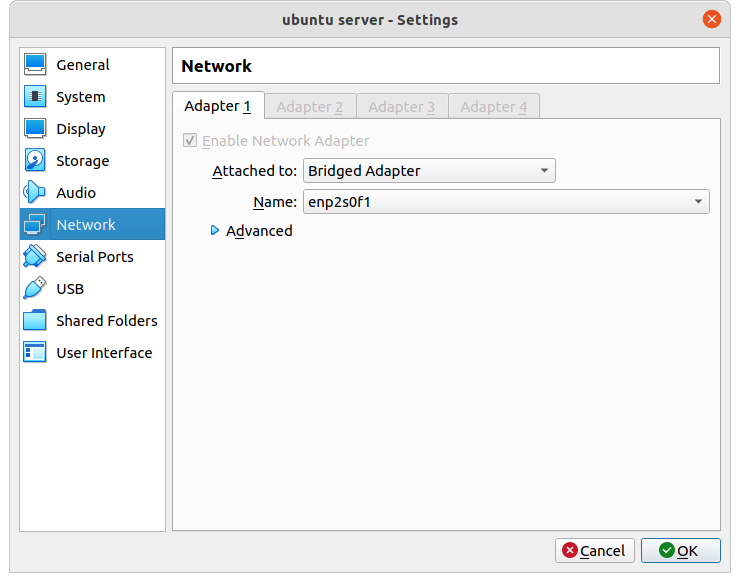 ubuntu server - Settings
General
System
Display
Storage
Audio
Network
Serial Ports
USB
Shared Folders
User Interface
Network
Adapter 1 Adapter 2 Adapter 3 Adapter 4
Enable Network Adapter
Attached to: Bridged Adapter
Name: enp2s0f1
Advanced
Cancel OK